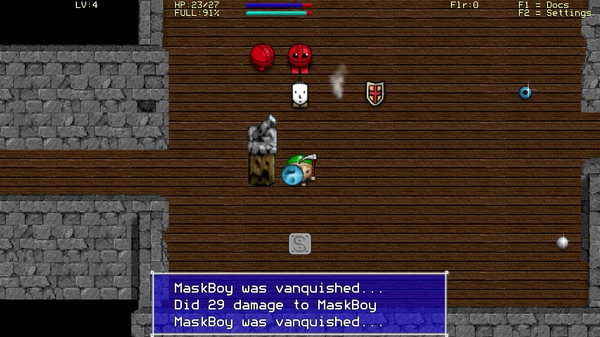 LV:4
HP:23/27
FULL:91%
Flr:0
F1 = Docs
F2 = Settings
S
MaskBoy was vanquished...
Did 29 damage to MaskBoy
MaskBoy was vanquished...